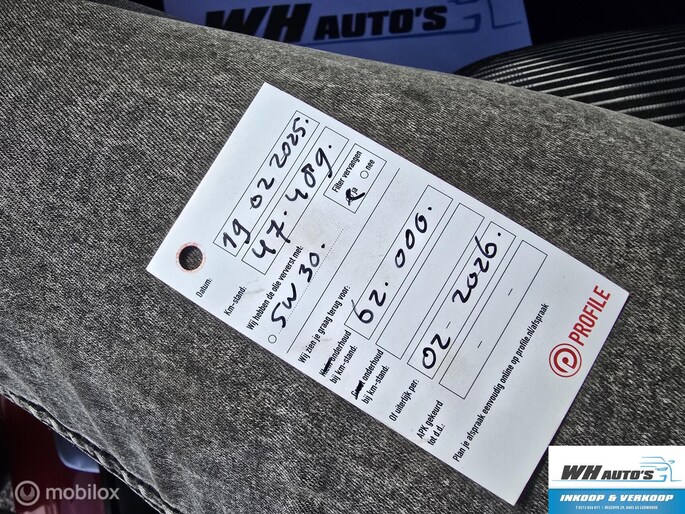 WH AUTO'S
Datum:
19 02 2025.
Km-stand:
47.489.
Wij hebben de olie ververst met:
5W30.
Filter vervangen
ja
nee
Wij zien je graag terug voor:
onderhoud
bij km-stand:
62.000.
onderhoud
bij km-stand:
Of uiterlijk per:
02 2026.
APK gekeurd
tot d.d.:
-
Plan je afspraak eenvoudig online op profile.nl/afspraak
PROFILE
WH AUTO'S
INKOOP & VERKOOP
mobilox